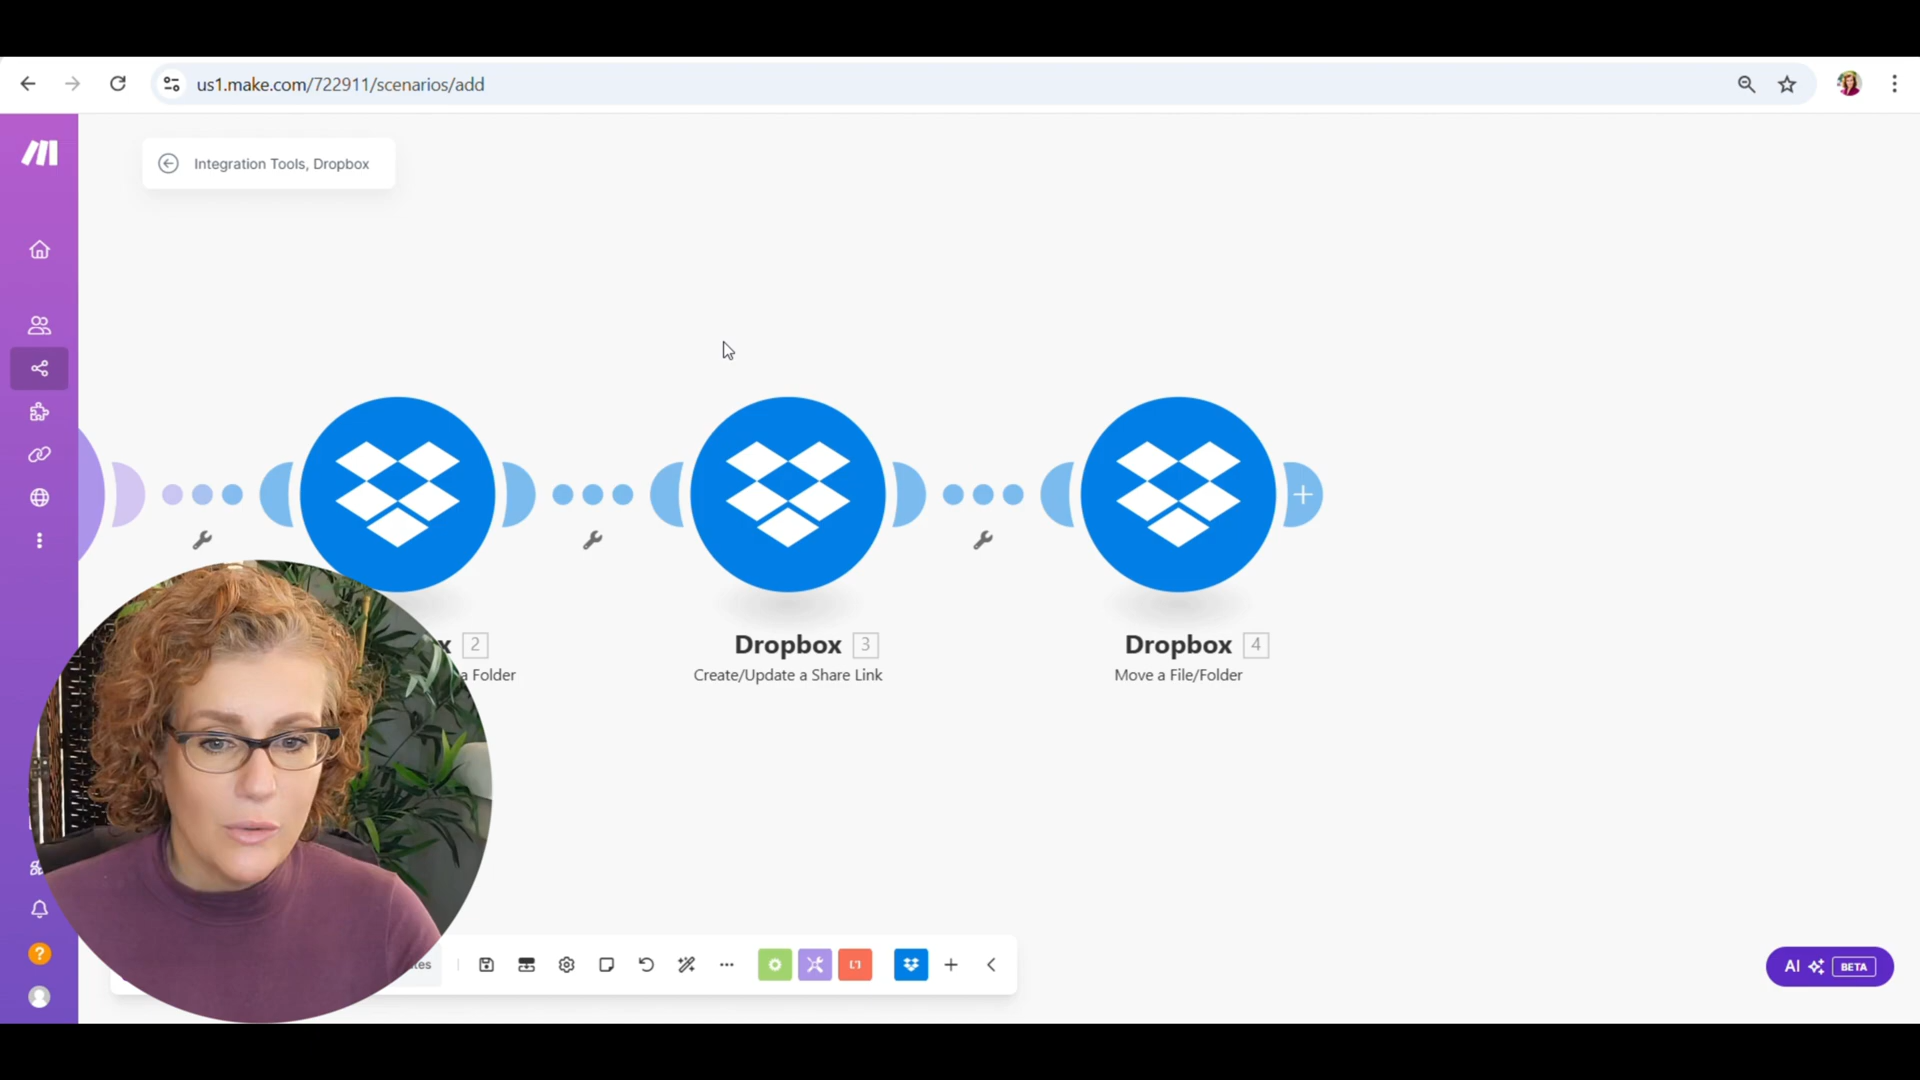 us1.make.com/722911/scenarios/add
Integration Tools, Dropbox
2
a Folder
Dropbox 3
Create/Update a Share Link
Dropbox 4
Move a File/Folder
?
AI BETA